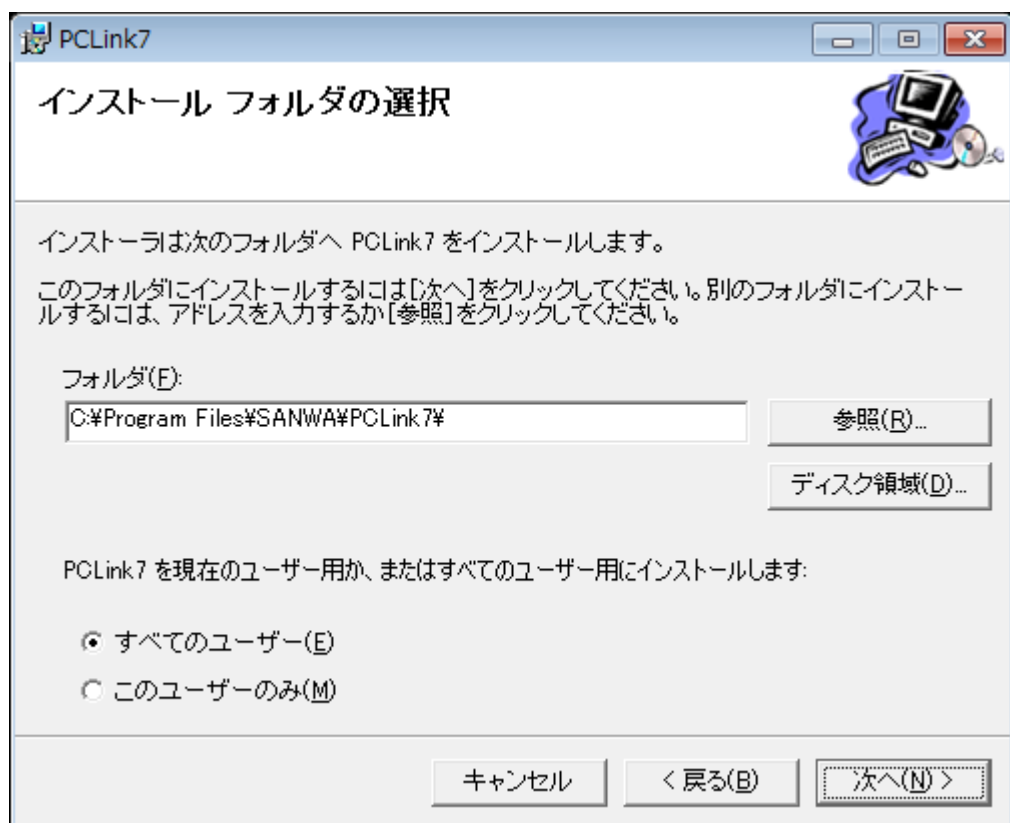 PCLink7
インストール フォルダの選択
インストーラは次のフォルダへ PCLink7 をインストールします。
このフォルダにインストールするには[次へ]をクリックしてください。別のフォルダにインストー
ルするには、アドレスを入力するか[参照]をクリックしてください。
フォルダ(F):
C:¥Program Files¥SANWA¥PCLink7¥
参照(R)...
ディスク領域(D)...
PCLink7 を現在のユーザー用か、またはすべてのユーザー用にインストールします:
すべてのユーザー(E)
このユーザーのみ(M)
キャンセル
< 戻る(B)
次へ(N) >